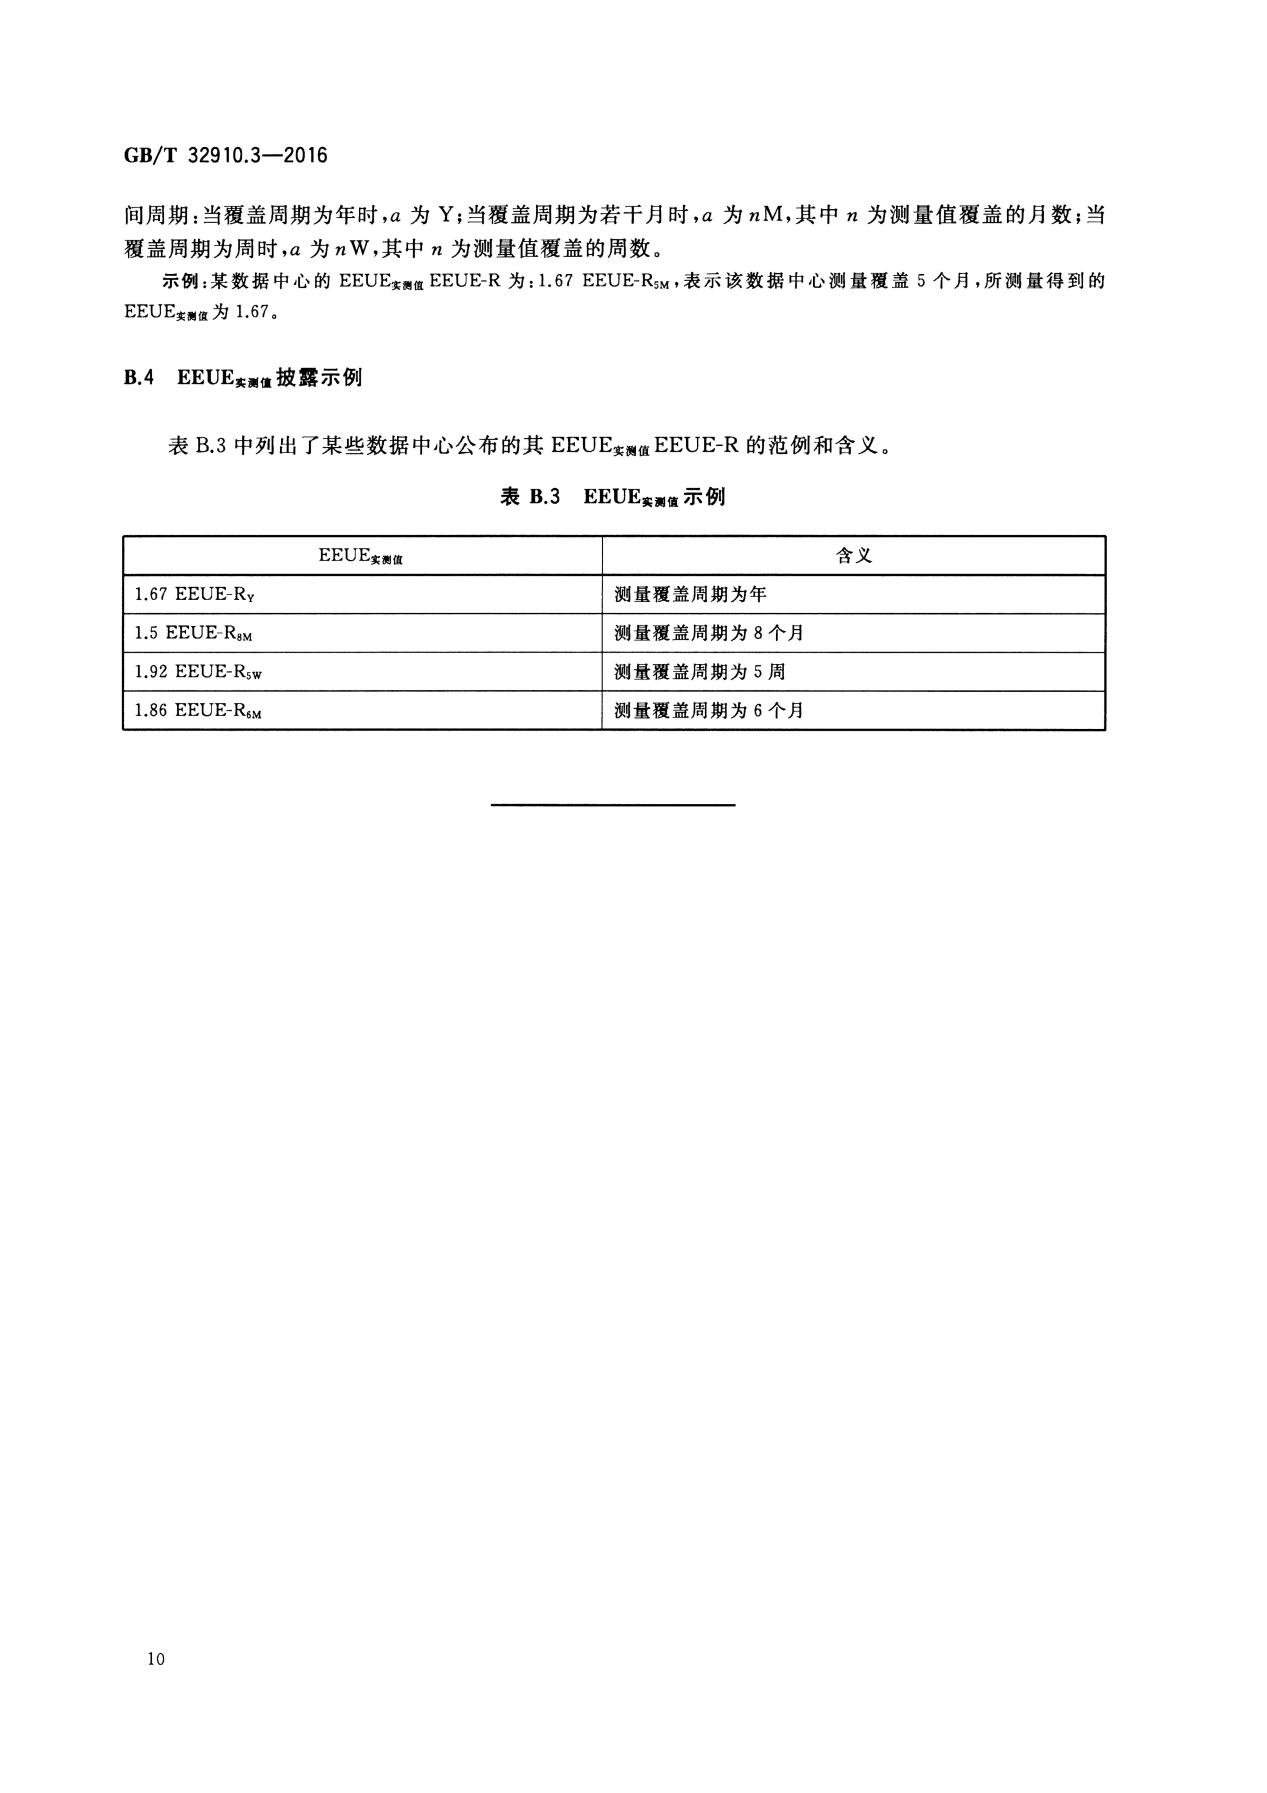 GB/T 32910.3—2016
间周期:当覆盖周期为年时,a 为 Y;当覆盖周期为若干月时,a 为 nM,其中 n 为测量值覆盖的月数;当
覆盖周期为周时,a 为 nW,其中 n 为测量值覆盖的周数。
示例:某数据中心的 EEUE实测值 EEUE-R 为:1.67 EEUE-R5M,表示该数据中心测量覆盖 5 个月,所测量得到的
EEUE实测值 为 1.67。
B.4 EEUE实测值 披露示例
表 B.3 中列出了某些数据中心公布的其 EEUE实测值 EEUE-R 的范例和含义。
表 B.3 EEUE实测值 示例
EEUE实测值 含义
1.67 EEUE-RY 测量覆盖周期为年
1.5 EEUE-R8M 测量覆盖周期为 8 个月
1.92 EEUE-R5W 测量覆盖周期为 5 周
1.86 EEUE-R6M 测量覆盖周期为 6 个月
10